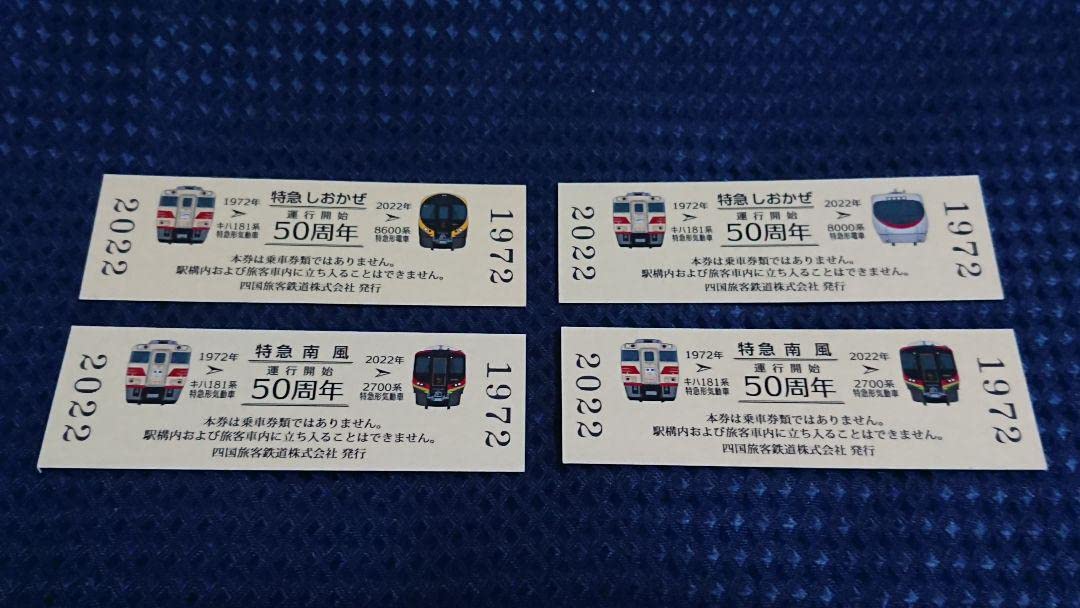 2022
1972年
キハ181系
特急形気動車
特急 しおかぜ
運行開始
50周年
2022年
8600系
特急形電車
1972
本券は乗車券類ではありません。
駅構内および旅客車内に立ち入ることはできません。
四国旅客鉄道株式会社 発行
2022
1972年
キハ181系
特急形気動車
特急 しおかぜ
運行開始
50周年
2022年
8000系
特急形電車
1972
本券は乗車券類ではありません。
駅構内および旅客車内に立ち入ることはできません。
四国旅客鉄道株式会社 発行
2022
1972年
キハ181系
特急形気動車
特急 南 風
運行開始
50周年
2022年
2700系
特急形気動車
1972
本券は乗車券類ではありません。
駅構内および旅客車内に立ち入ることはできません。
四国旅客鉄道株式会社 発行
2022
1972年
キハ181系
特急形気動車
特急 南 風
運行開始
50周年
2022年
2700系
特急形気動車
1972
本券は乗車券類ではありません。
駅構内および旅客車内に立ち入ることはできません。
四国旅客鉄道株式会社 発行